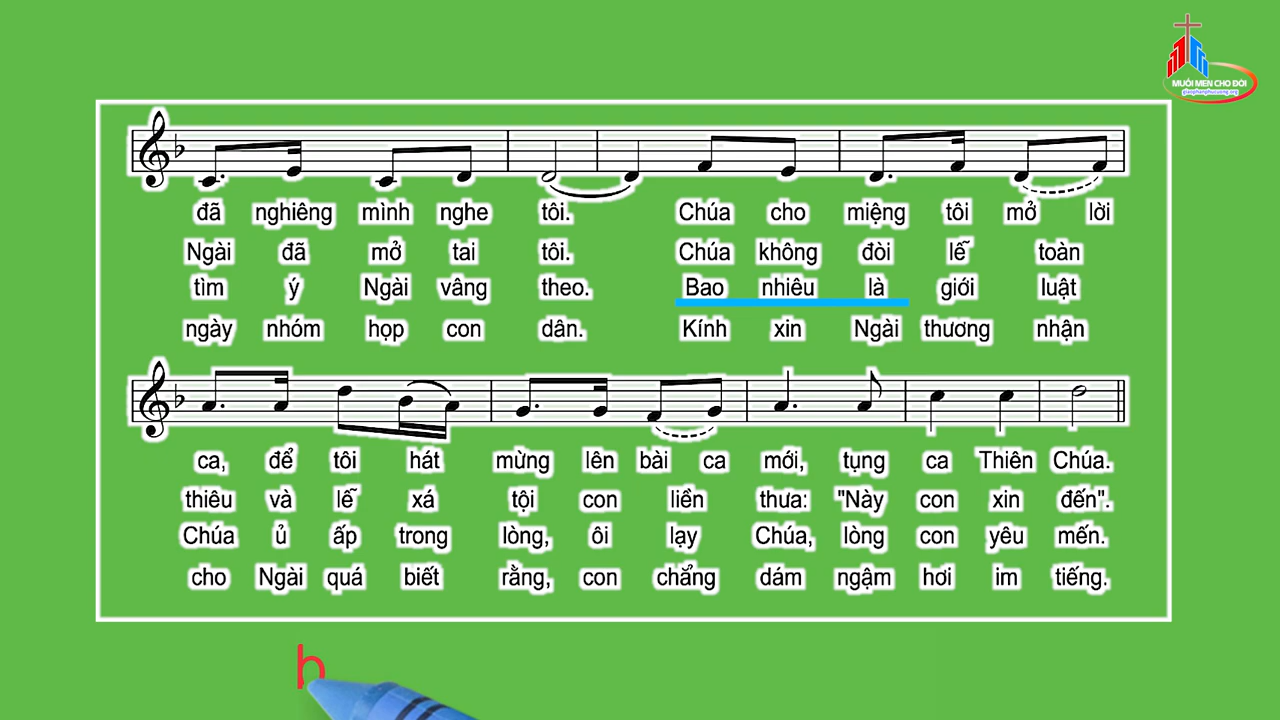 MUỐI MEN CHO ĐỜI
giaophanphucuong.org
đã nghiêng mình nghe tôi. Chúa cho miệng tôi mở lời
Ngài đã mở tai tôi. Chúa không đòi lễ toàn
tìm ý Ngài vâng theo. Bao nhiêu là giới luật
ngày nhóm họp con dân. Kính xin Ngài thương nhận
ca, để tôi hát mừng lên bài ca mới, tụng ca Thiên Chúa.
thiêu và lễ xá tội con liền thưa: "Này con xin đến".
Chúa ủ ấp trong lòng, ôi lạy Chúa, lòng con yêu mến.
cho Ngài quá biết rằng, con chẳng dám ngậm hơi im tiếng.
h